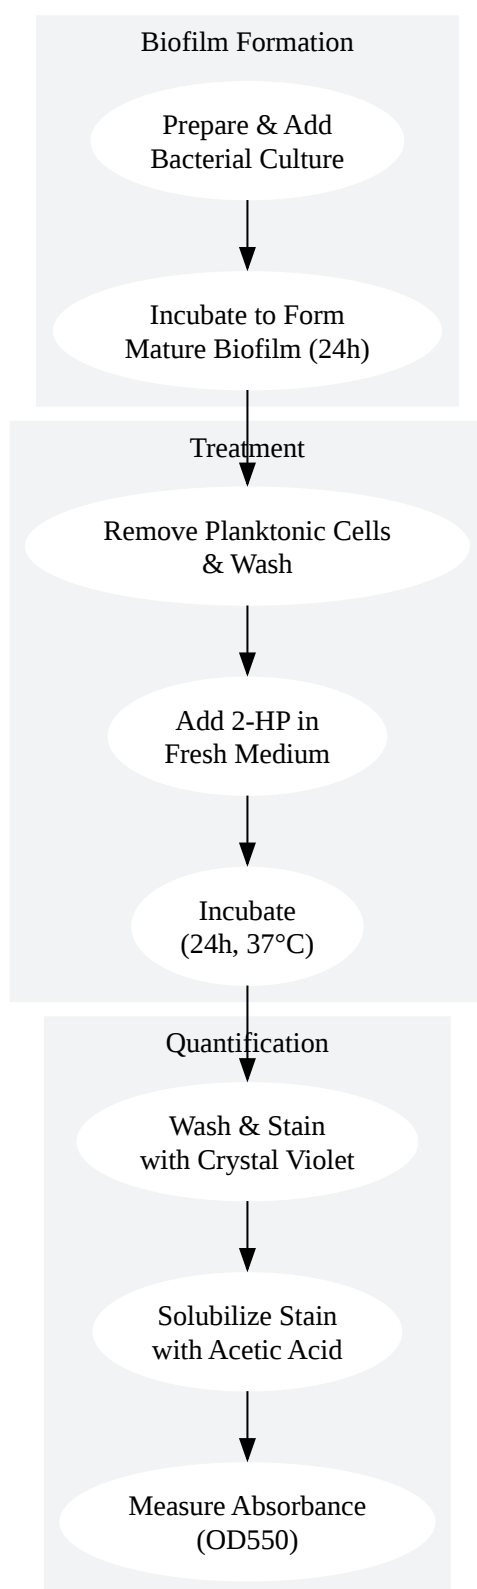 Biofilm Formation
Prepare & Add
Bacterial Culture
Incubate to Form
Mature Biofilm (24h)
Treatment
Remove Planktonic Cells
& Wash
Add 2-HP in
Fresh Medium
Incubate
(24h, 37°C)
Quantification
Wash & Stain
with Crystal Violet
Solubilize Stain
with Acetic Acid
Measure Absorbance
(OD550)